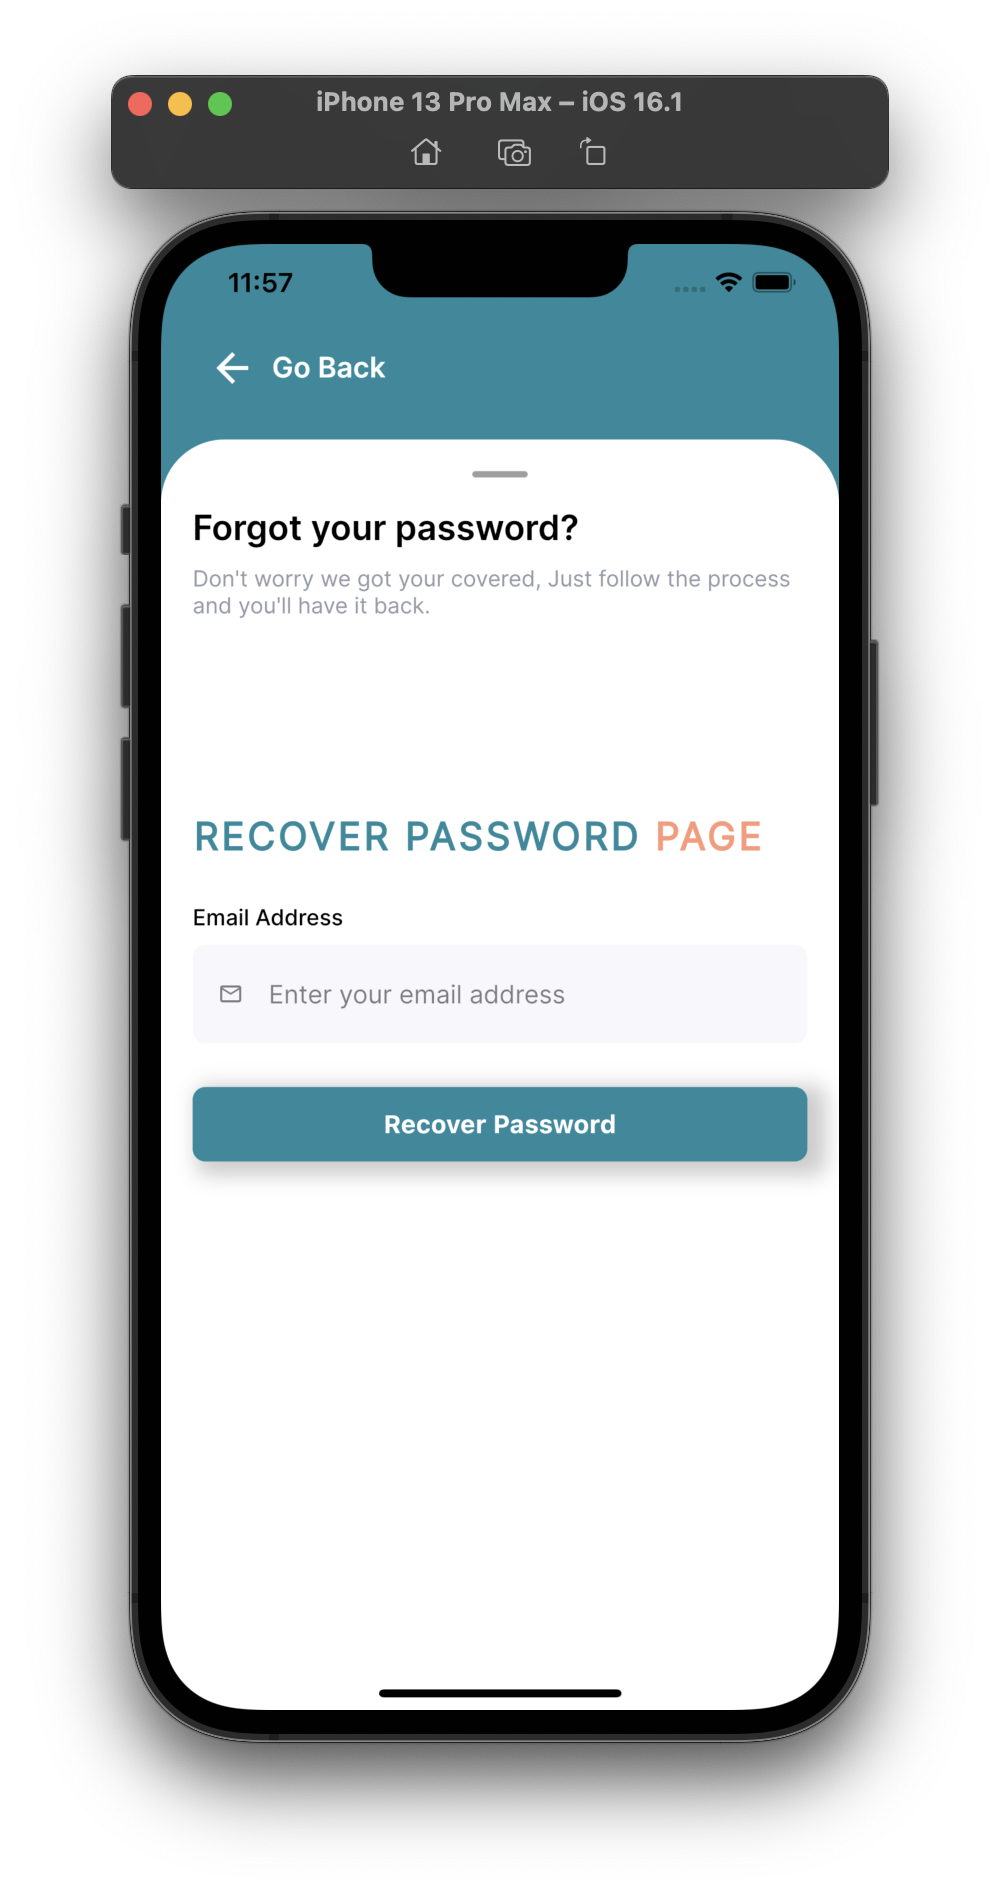 iPhone 13 Pro Max – iOS 16.1
11:57
Go Back
Forgot your password?
Don't worry we got your covered, Just follow the process
and you'll have it back.
RECOVER PASSWORD PAGE
Email Address
Enter your email address
Recover Password